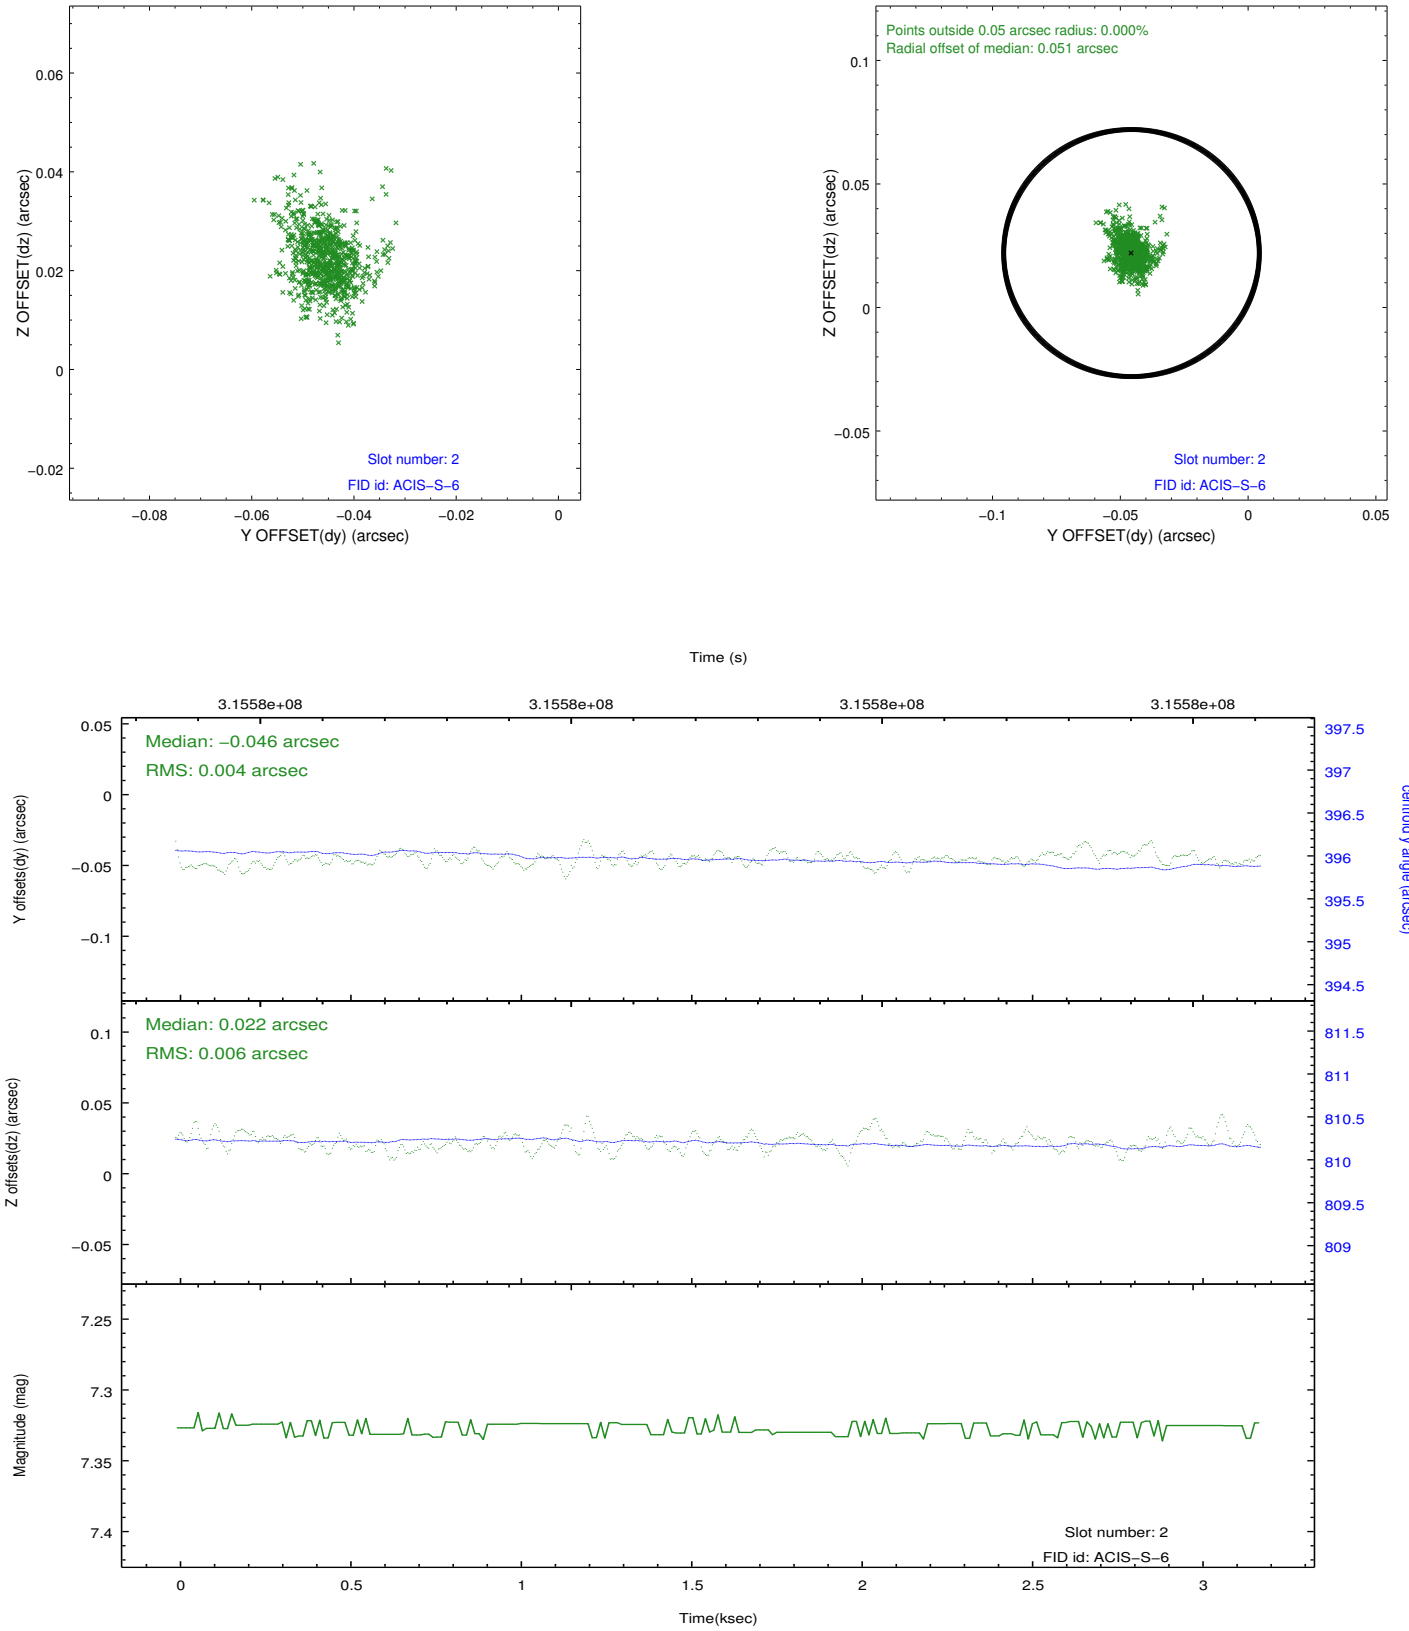 0.06
0.04
0.02
0
−0.02
Z OFFSET(dz) (arcsec)
Slot number: 2
FID id: ACIS−S−6
−0.08 −0.06 −0.04 −0.02 0
Y OFFSET(dy) (arcsec)
Points outside 0.05 arcsec radius: 0.000%
Radial offset of median: 0.051 arcsec
0.1
0.05
0
−0.05
Z OFFSET(dz) (arcsec)
Slot number: 2
FID id: ACIS−S−6
−0.1 −0.05 0 0.05
Y OFFSET(dy) (arcsec)
Time (s)
3.1558e+08 3.1558e+08 3.1558e+08 3.1558e+08
Median: −0.046 arcsec
RMS: 0.004 arcsec
0.05
0
−0.05
−0.1
Y offsets(dy) (arcsec)
397.5
397
396.5
396
395.5
395
394.5
centroid y angle (arcsec)
Median: 0.022 arcsec
RMS: 0.006 arcsec
0.1
0.05
0
−0.05
Z offsets(dz) (arcsec)
811.5
811
810.5
810
809.5
809
7.25
7.3
7.35
7.4
Magnitude (mag)
Slot number: 2
FID id: ACIS−S−6
0 0.5 1 1.5 2 2.5 3
Time(ksec)